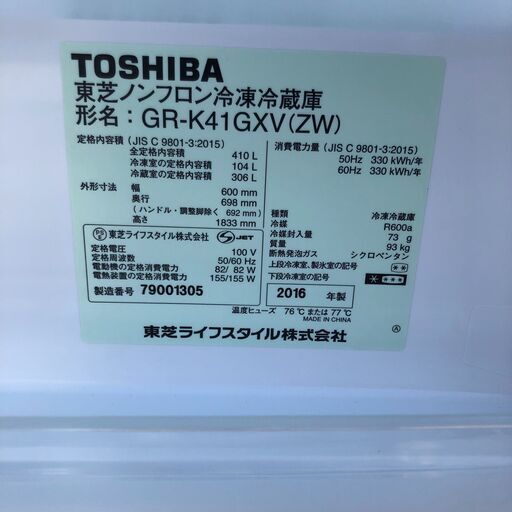 TOSHIBA
東芝ノンフロン冷凍冷蔵庫
形名：GR-K41GXV(ZW)
定格内容積（JIS C 9801-3:2015）
全定格内容積 410 L
冷凍室の定格内容積 104 L
冷蔵室の定格内容積 306 L
外形寸法 幅 600 mm
奥行 698 mm
（ハンドル・調整脚除く 692 mm）
高さ 1833 mm
消費電力量（JIS C 9801-3:2015）
50Hz 330 kWh/年
60Hz 330 kWh/年
種類 冷凍冷蔵庫
冷媒 R600a
冷媒封入量 73 g
質量 93 kg
断熱発泡ガス シクロペンタン
上段冷凍室、製氷室の記号
下段冷凍室の記号
PS E 東芝ライフスタイル株式会社 S JET
定格電圧 100 V
定格周波数 50/60 Hz
電動機の定格消費電力 82/ 82 W
電熱装置の定格消費電力 155/155 W
製造番号 79001305
2016 年製
温度ヒューズ 76℃ または 77℃
MADE IN CHINA
東芝ライフスタイル株式会社
Ⓐ